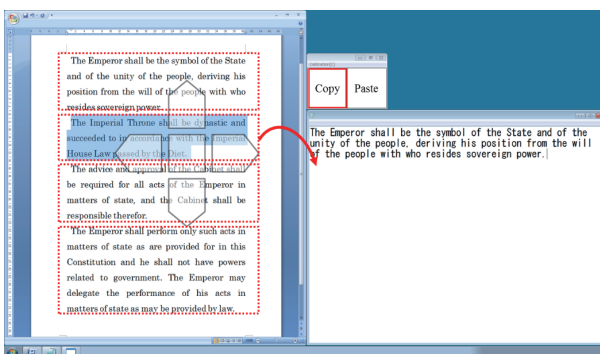 The Emperor shall be the symbol of the State
and of the unity of the people, deriving his
position from the will of the people with who
resides sovereign power.
The Imperial Throne shall be dynastic and
succeeded to in accordance with the Imperial
House Law passed by the Diet.
The advice and approval of the Cabinet shall
be required for all acts of the Emperor in
matters of state, and the Cabinet shall be
responsible therefor.
The Emperor shall perform only such acts in
matters of state as are provided for in this
Constitution and he shall not have powers
related to government. The Emperor may
delegate the performance of his acts in
matters of state as may be provided by law.
Copy Paste
The Emperor shall be the symbol of the State and of the
unity of the people, deriving his position from the will
of the people with who resides sovereign power.